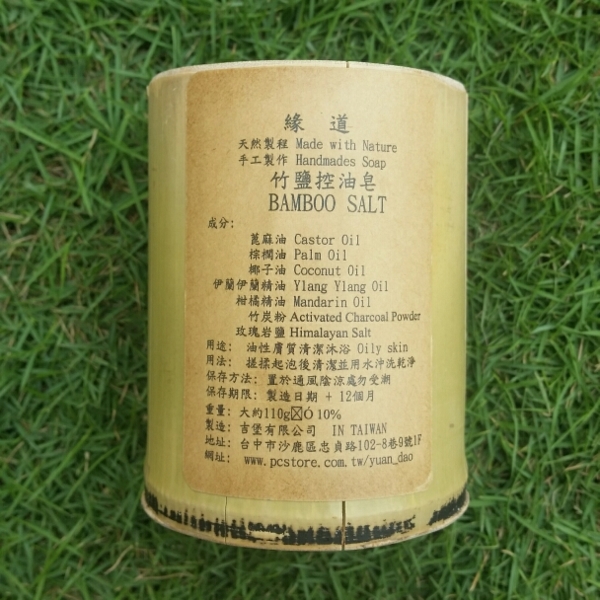 緣 道
天然製程 Made with Nature
手工製作 Handmades Soap
竹鹽控油皂
BAMBOO SALT
成分:
蓖麻油 Castor Oil
棕櫚油 Palm Oil
椰子油 Coconut Oil
伊蘭伊蘭精油 Ylang Ylang Oil
柑橘精油 Mandarin Oil
竹炭粉 Activated Charcoal Powder
玫瑰岩鹽 Himalayan Salt
用途: 油性膚質清潔沐浴 Oily skin
用法: 搓揉起泡後清潔並用水沖洗乾淨
保存方法: 置於通風陰涼處勿受潮
保存期限: 製造日期 + 12個月
重量: 大約110g☒Ó 10%
製造: 吉堡有限公司 IN TAIWAN
地址: 台中市沙鹿區忠貞路102-8巷9號1F
網址: www.pcstore.com.tw/yuan_dao